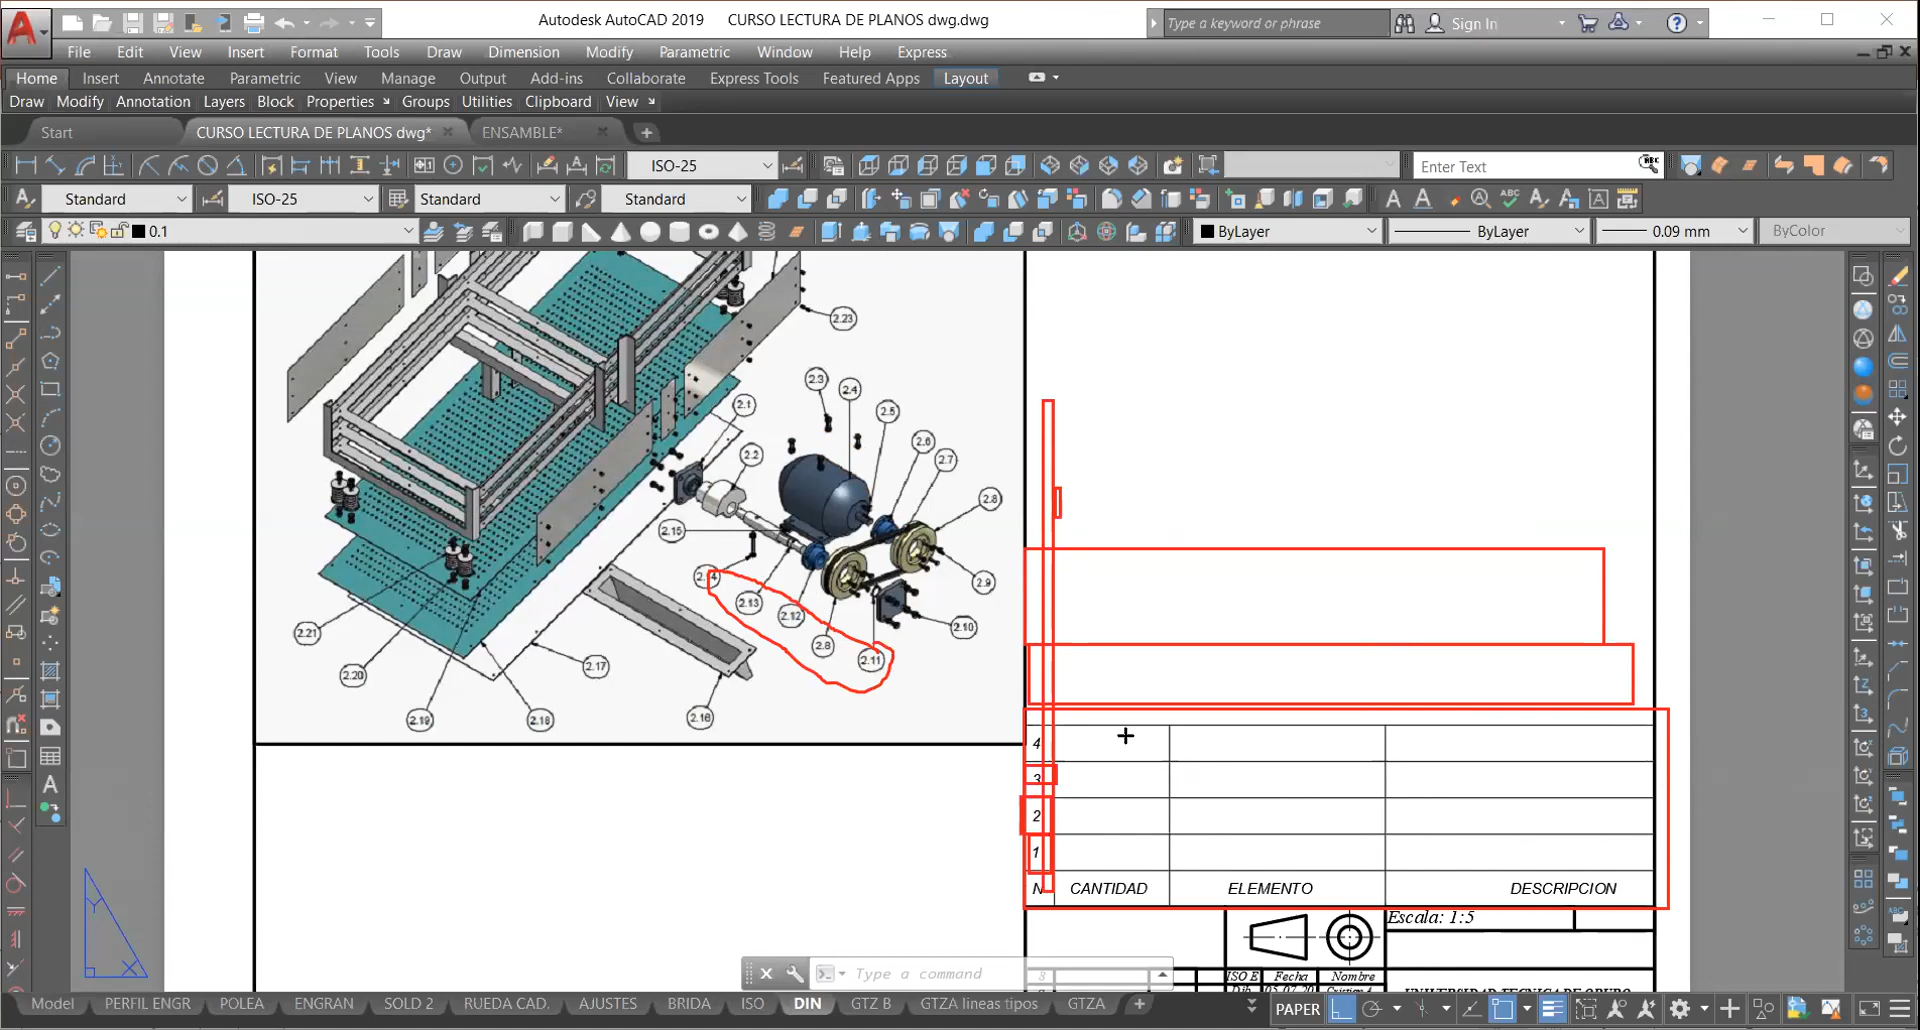 Autodesk AutoCAD 2019 CURSO LECTURA DE PLANOS dwg.dwg
Type a keyword or phrase
Sign In
File Edit View Insert Format Tools Draw Dimension Modify Parametric Window Help Express
Home Insert Annotate Parametric View Manage Output Add-ins Collaborate Express Tools Featured Apps Layout
Draw Modify Annotation Layers Block Properties Groups Utilities Clipboard View
Start CURSO LECTURA DE PLANOS dwg* ENSAMBLE*
ISO-25 Enter Text ABC
Standard ISO-25 Standard Standard
0.1 ByLayer ByLayer 0.09 mm ByColor
2.23
2.3
2.4
2.1
2.5
2.6
2.2
2.7
2.8
2.15
2.9
2.13
2.12
2.10
2.21
2.8
2.11
2.17
2.20
2.19
2.18
2.16
4
3
2
1
N CANTIDAD ELEMENTO DESCRIPCION
Escala: 1:5
ISO E Fecha Nombre
Dib. 05.07.20
Y
X
Type a command
Model PERFIL ENGR POLEA ENGRAN SOLD 2 RUEDA CAD. AJUSTES BRIDA ISO DIN GTZ B GTZA lineas tipos GTZA
PAPER